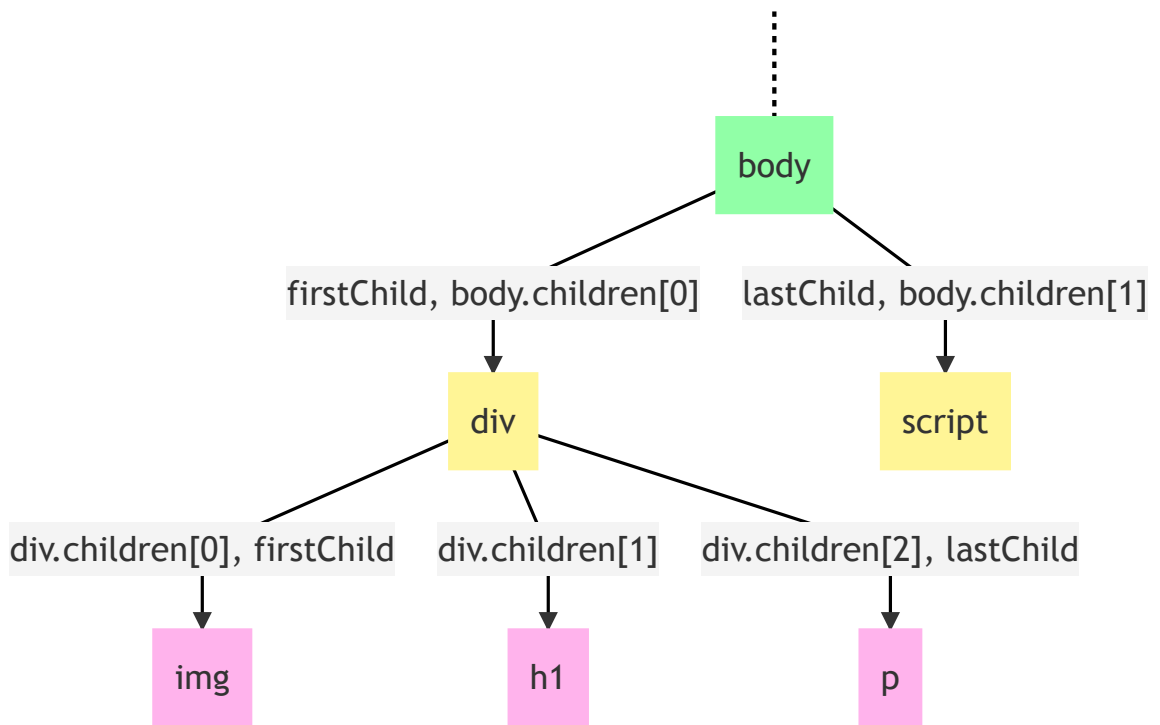 body
firstChild, body.children[0]
lastChild, body.children[1]
div
script
div.children[0], firstChild
div.children[1]
div.children[2], lastChild
img
h1
p